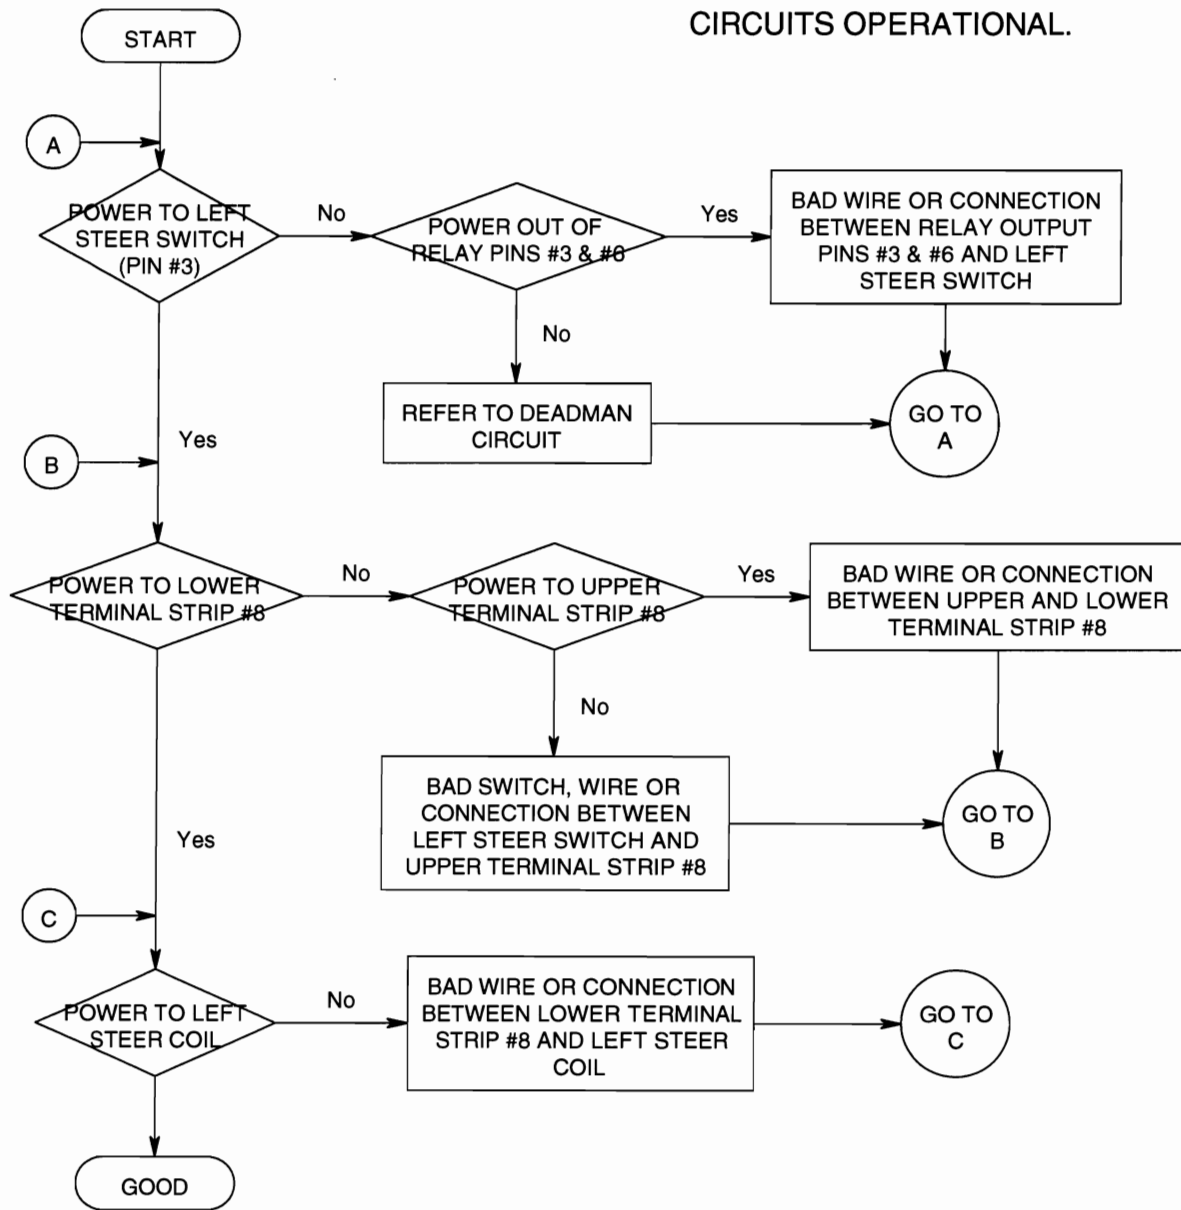 CIRCUITS OPERATIONAL.
START
A
POWER TO LEFT
STEER SWITCH
(PIN #3)
No
POWER OUT OF
RELAY PINS #3 & #6
Yes
BAD WIRE OR CONNECTION
BETWEEN RELAY OUTPUT
PINS #3 & #6 AND LEFT
STEER SWITCH
No
REFER TO DEADMAN
CIRCUIT
GO TO
A
Yes
B
POWER TO LOWER
TERMINAL STRIP #8
No
POWER TO UPPER
TERMINAL STRIP #8
Yes
BAD WIRE OR CONNECTION
BETWEEN UPPER AND LOWER
TERMINAL STRIP #8
No
BAD SWITCH, WIRE OR
CONNECTION BETWEEN
LEFT STEER SWITCH AND
UPPER TERMINAL STRIP #8
GO TO
B
Yes
C
POWER TO LEFT
STEER COIL
No
BAD WIRE OR CONNECTION
BETWEEN LOWER TERMINAL
STRIP #8 AND LEFT STEER
COIL
GO TO
C
GOOD